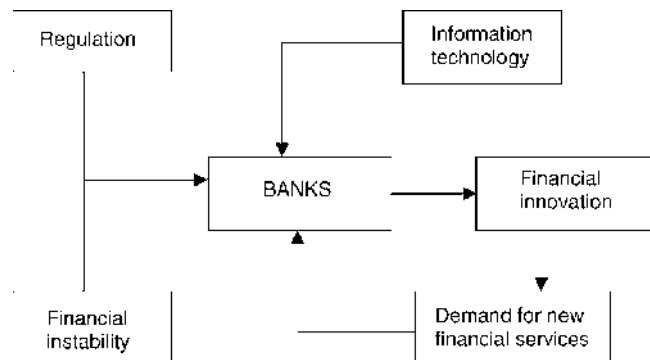 Regulation
Information
technology
BANKS
Financial
innovation
Financial
instability
Demand for new
financial services